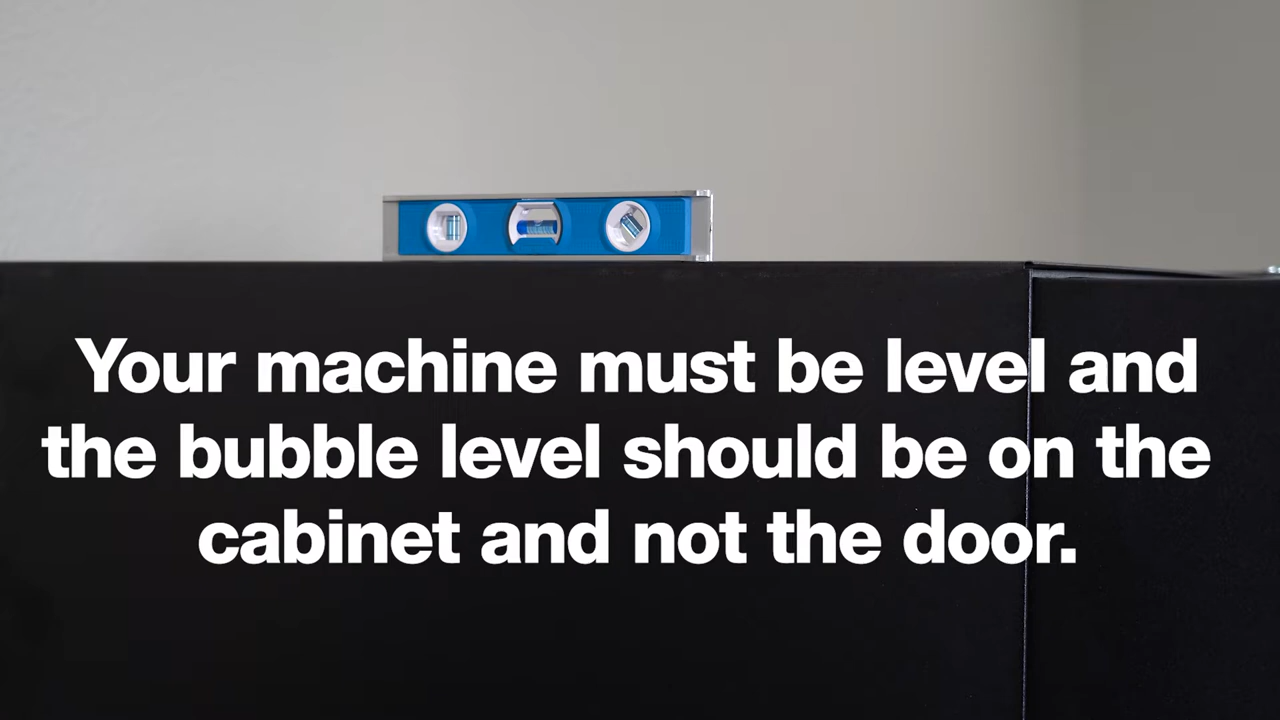 Your machine must be level and
the bubble level should be on the
cabinet and not the door.